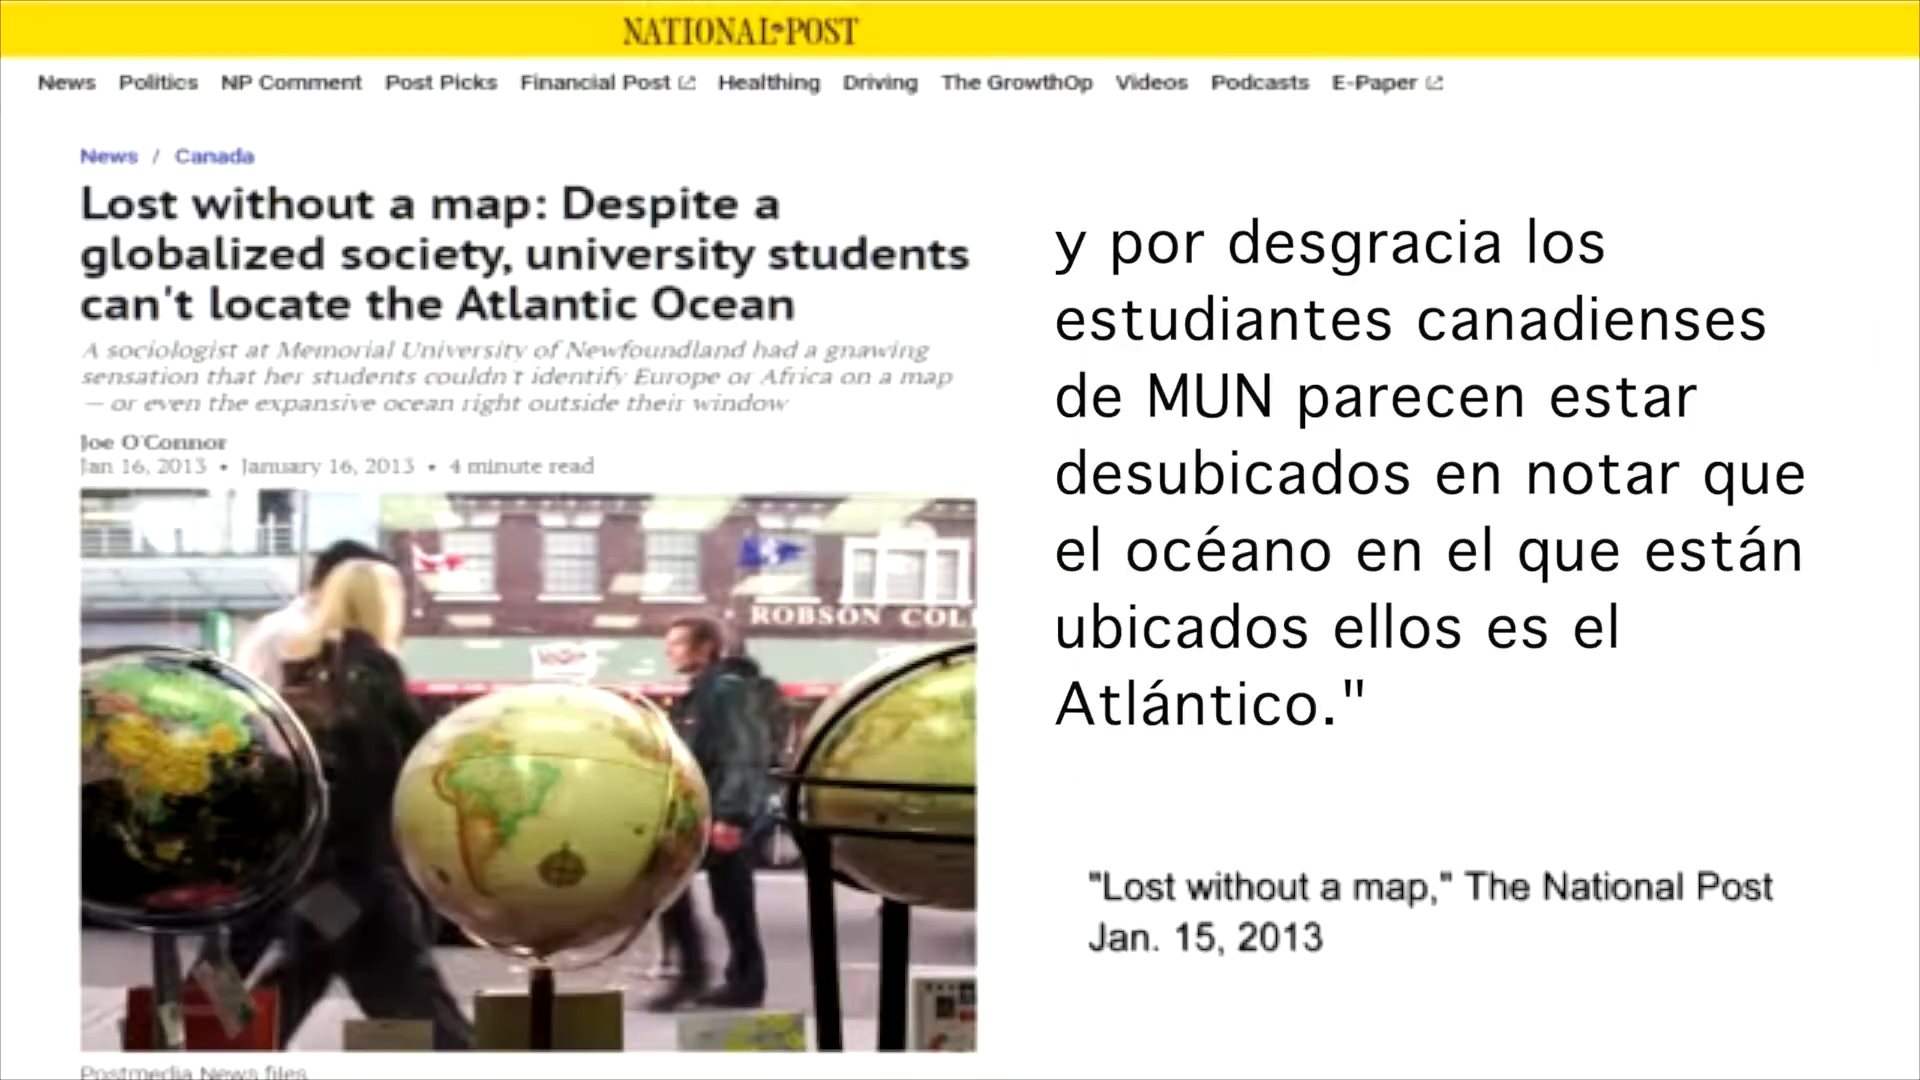 NATIONAL POST
News Politics NP Comment Post Picks Financial Post Healthing Driving The GrowthOp Videos Podcasts E-Paper
News / Canada
Lost without a map: Despite a
globalized society, university students
can't locate the Atlantic Ocean
A sociologist at Memorial University of Newfoundland had a gnawing
sensation that her students couldn't identify Europe or Africa on a map
— or even the expansive ocean right outside their window
Joe O'Connor
Jan 16, 2013 • January 16, 2013 • 4 minute read
ROBSON COL
Postmedia News files
y por desgracia los
estudiantes canadienses
de MUN parecen estar
desubicados en notar que
el océano en el que están
ubicados ellos es el
Atlántico."
"Lost without a map," The National Post
Jan. 15, 2013